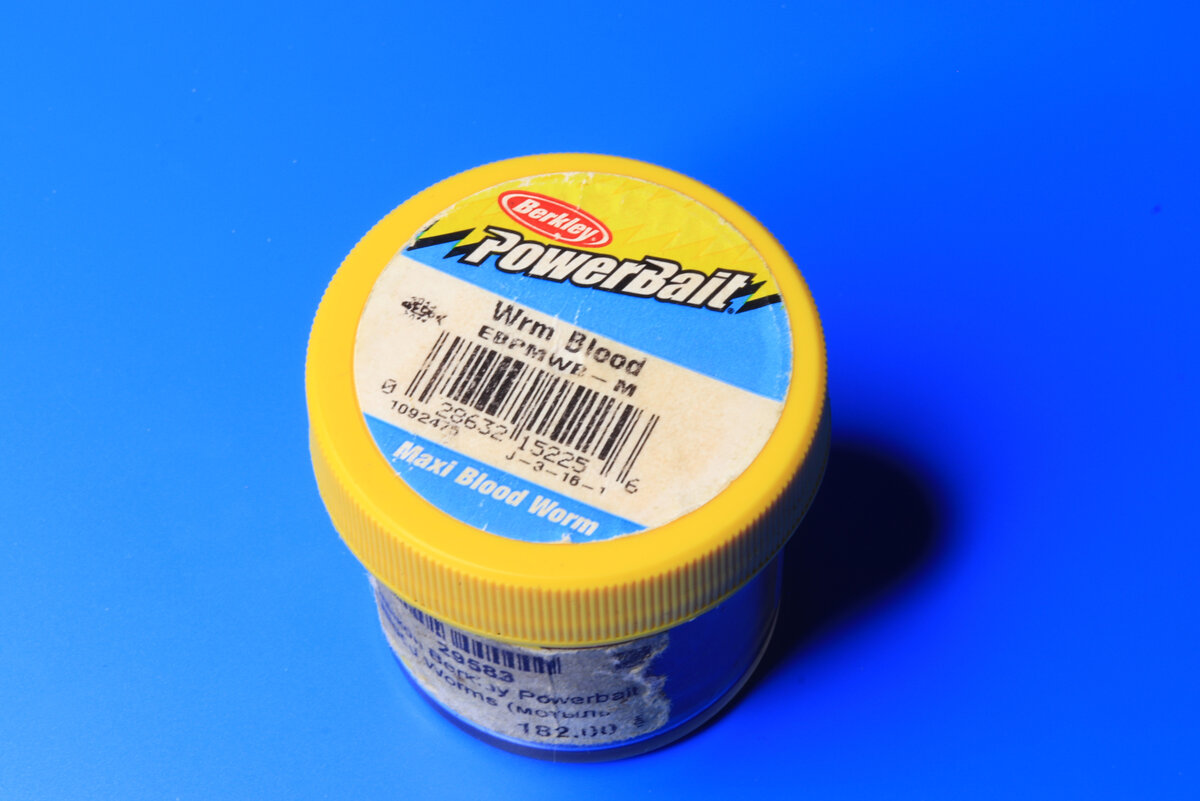 Berkley
PowerBait
Wrm Blood
EBPMWB-M
0 28632 15225 6
1092475
J-3-16-1
Maxi Blood Worm
29583
Powerbait
Worms (мотыль
182.00